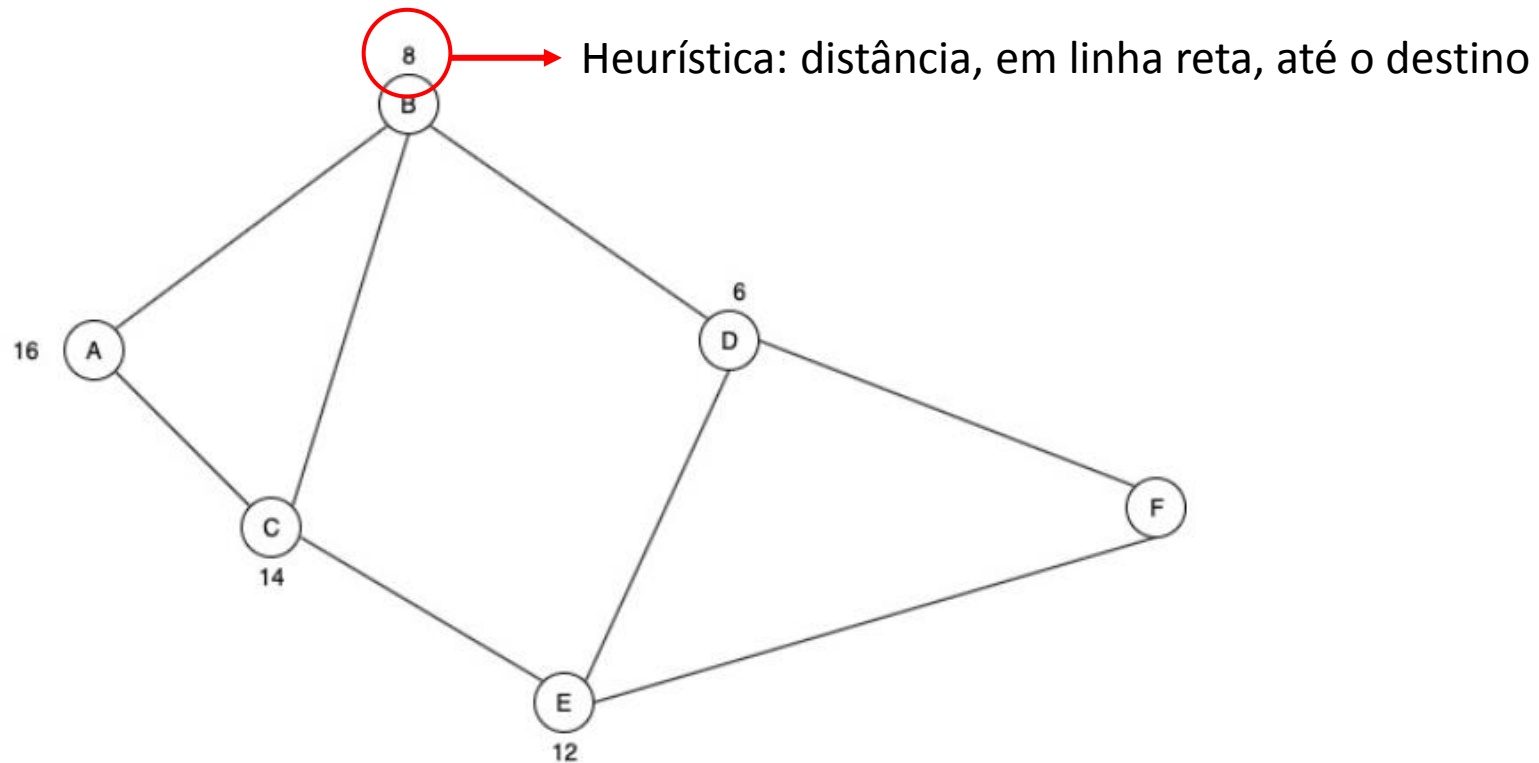 8
Heurística: distância, em linha reta, até o destino
B
6
D
16 A
F
C
14
E
12